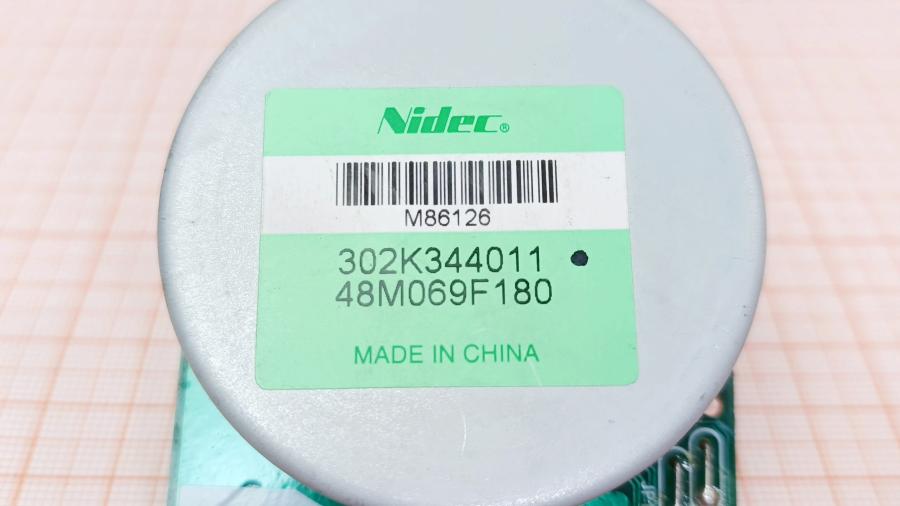 Nidec®
M86126
302K344011
48M069F180
MADE IN CHINA